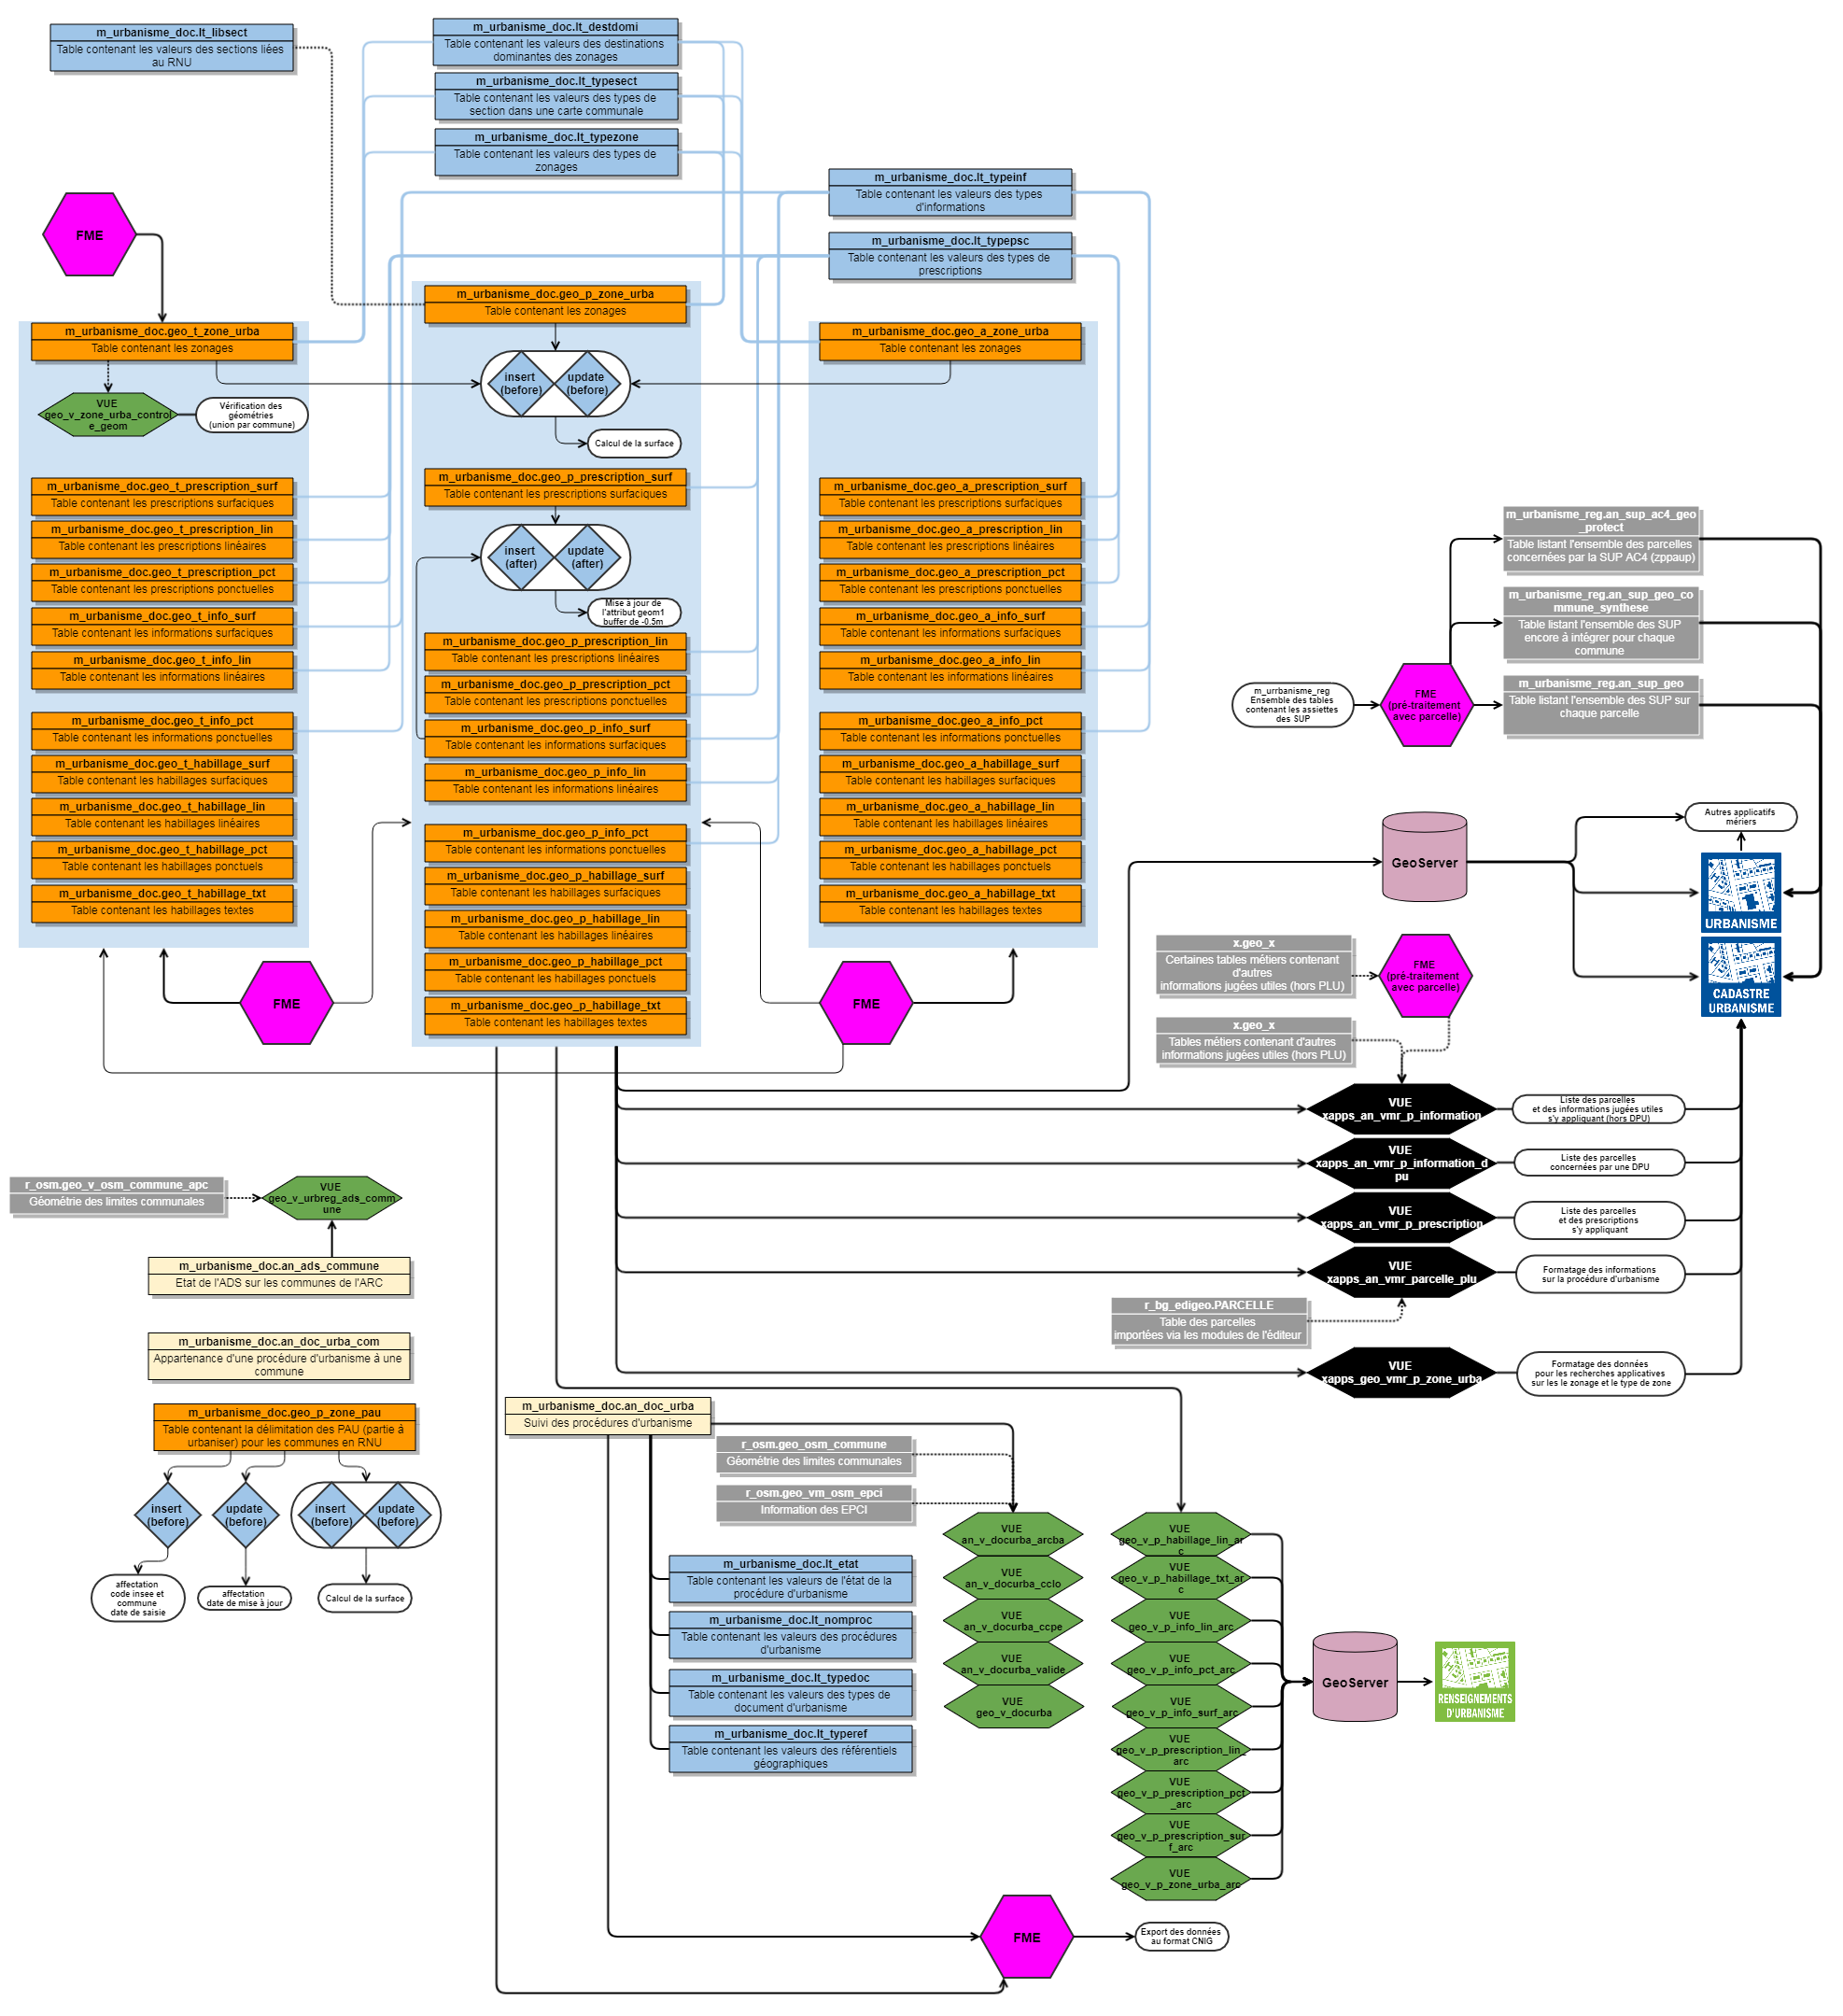 m_urbanisme_doc.lt_libsect
Table contenant les valeurs des sections liées
au RNU
m_urbanisme_doc.lt_destdomi
Table contenant les valeurs des destinations
dominantes des zonages
m_urbanisme_doc.lt_typesect
Table contenant les valeurs des types de
section dans une carte communale
m_urbanisme_doc.lt_typezone
Table contenant les valeurs des types de
zonages
m_urbanisme_doc.lt_typeinf
Table contenant les valeurs des types
d'informations
m_urbanisme_doc.lt_typepsc
Table contenant les valeurs des types de
prescriptions
FME
m_urbanisme_doc.geo_t_zone_urba
Table contenant les zonages
VUE
geo_v_zone_urba_control
e_geom
Vérification des
géométries
(union par commune)
m_urbanisme_doc.geo_t_prescription_surf
Table contenant les prescriptions surfaciques
m_urbanisme_doc.geo_t_prescription_lin
Table contenant les prescriptions linéaires
m_urbanisme_doc.geo_t_prescription_pct
Table contenant les prescriptions ponctuelles
m_urbanisme_doc.geo_t_info_surf
Table contenant les informations surfaciques
m_urbanisme_doc.geo_t_info_lin
Table contenant les informations linéaires
m_urbanisme_doc.geo_t_info_pct
Table contenant les informations ponctuelles
m_urbanisme_doc.geo_t_habillage_surf
Table contenant les habillages surfaciques
m_urbanisme_doc.geo_t_habillage_lin
Table contenant les habillages linéaires
m_urbanisme_doc.geo_t_habillage_pct
Table contenant les habillages ponctuels
m_urbanisme_doc.geo_t_habillage_txt
Table contenant les habillages textes
FME
m_urbanisme_doc.geo_p_zone_urba
Table contenant les zonages
insert
(before)
update
(before)
Calcul de la surface
m_urbanisme_doc.geo_p_prescription_surf
Table contenant les prescriptions surfaciques
insert
(after)
update
(after)
Mise à jour de
l'attribut geom1
buffer de -0.5m
m_urbanisme_doc.geo_p_prescription_lin
Table contenant les prescriptions linéaires
m_urbanisme_doc.geo_p_prescription_pct
Table contenant les prescriptions ponctuelles
m_urbanisme_doc.geo_p_info_surf
Table contenant les informations surfaciques
m_urbanisme_doc.geo_p_info_lin
Table contenant les informations linéaires
m_urbanisme_doc.geo_p_info_pct
Table contenant les informations ponctuelles
m_urbanisme_doc.geo_p_habillage_surf
Table contenant les habillages surfaciques
m_urbanisme_doc.geo_p_habillage_lin
Table contenant les habillages linéaires
m_urbanisme_doc.geo_p_habillage_pct
Table contenant les habillages ponctuels
m_urbanisme_doc.geo_p_habillage_txt
Table contenant les habillages textes
m_urbanisme_doc.geo_a_zone_urba
Table contenant les zonages
m_urbanisme_doc.geo_a_prescription_surf
Table contenant les prescriptions surfaciques
m_urbanisme_doc.geo_a_prescription_lin
Table contenant les prescriptions linéaires
m_urbanisme_doc.geo_a_prescription_pct
Table contenant les prescriptions ponctuelles
m_urbanisme_doc.geo_a_info_surf
Table contenant les informations surfaciques
m_urbanisme_doc.geo_a_info_lin
Table contenant les informations linéaires
m_urbanisme_doc.geo_a_info_pct
Table contenant les informations ponctuelles
m_urbanisme_doc.geo_a_habillage_surf
Table contenant les habillages surfaciques
m_urbanisme_doc.geo_a_habillage_lin
Table contenant les habillages linéaires
m_urbanisme_doc.geo_a_habillage_pct
Table contenant les habillages ponctuels
m_urbanisme_doc.geo_a_habillage_txt
Table contenant les habillages textes
FME
m_urbanisme_reg.an_sup_ac4_geo
_protect
Table listant l'ensemble des parcelles
concernées par la SUP AC4 (zppaup)
m_urbanisme_reg.an_sup_geo_co
mmune_synthese
Table listant l'ensemble des SUP
encore à intégrer pour chaque
commune
m_urbanisme_reg.an_sup_geo
Table listant l'ensemble des SUP sur
chaque parcelle
m_urrbanisme_reg
Ensemble des tables
contenant les assiettes
des SUP
FME
(pré-traitement
avec parcelle)
GeoServer
Autres applicatifs
mériers
URBANISME
CADASTRE
URBANISME
x.geo_x
Certaines tables métiers contenant
d'autres
informations jugées utiles (hors PLU)
FME
(pré-traitement
avec parcelle)
x.geo_x
Tables métiers contenant d'autres
informations jugées utiles (hors PLU)
VUE
xapps_an_vmr_p_information
Liste des parcelles
et des informations jugées utiles
s'y appliquant (hors DPU)
VUE
xapps_an_vmr_p_information_d
pu
Liste des parcelles
concernées par une DPU
VUE
xapps_an_vmr_p_prescription
Liste des parcelles
et des prescriptions
s'y appliquant
VUE
xapps_an_vmr_parcelle_plu
Formatage des informations
sur la procédure d'urbanisme
r_bg_edigeo.PARCELLE
Table des parcelles
importées via les modules de l'éditeur
VUE
xapps_geo_vmr_p_zone_urba
Formatage des données
pour les recherches applicatives
sur les le zonage et le type de zone
r_osm.geo_v_osm_commune_apc
Géométrie des limites communales
VUE
geo_v_urbreg_ads_comm
une
m_urbanisme_doc.an_ads_commune
Etat de l'ADS sur les communes de l'ARC
m_urbanisme_doc.an_doc_urba_com
Appartenance d'une procédure d'urbanisme à une
commune
m_urbanisme_doc.geo_p_zone_pau
Table contenant la délimitation des PAU (partie à
urbaniser) pour les communes en RNU
insert
(before)
update
(before)
insert
(before)
update
(before)
affectation
code insee et
commune
date de saisie
affectation
date de mise à jour
Calcul de la surface
m_urbanisme_doc.an_doc_urba
Suivi des procédures d'urbanisme
r_osm.geo_osm_commune
Géométrie des limites communales
r_osm.geo_vm_osm_epci
Information des EPCI
m_urbanisme_doc.lt_etat
Table contenant les valeurs de l'état de la
procédure d'urbanisme
m_urbanisme_doc.lt_nomproc
Table contenant les valeurs des procédures
d'urbanisme
m_urbanisme_doc.lt_typedoc
Table contenant les valeurs des types de
document d'urbanisme
m_urbanisme_doc.lt_typeref
Table contenant les valeurs des référentiels
géographiques
VUE
an_v_docurba_arcba
VUE
an_v_docurba_cclo
VUE
an_v_docurba_ccpe
VUE
an_v_docurba_valide
VUE
geo_v_docurba
VUE
geo_v_p_habillage_lin_ar
c
VUE
geo_v_p_habillage_txt_ar
c
VUE
geo_v_p_info_lin_arc
VUE
geo_v_p_info_pct_arc
VUE
geo_v_p_info_surf_arc
VUE
geo_v_p_prescription_lin_
arc
VUE
geo_v_p_prescription_pct
_arc
VUE
geo_v_p_prescription_sur
f_arc
VUE
geo_v_p_zone_urba_arc
GeoServer
RENSEIGNEMENTS
D'URBANISME
FME
Export des données
au format CNIG